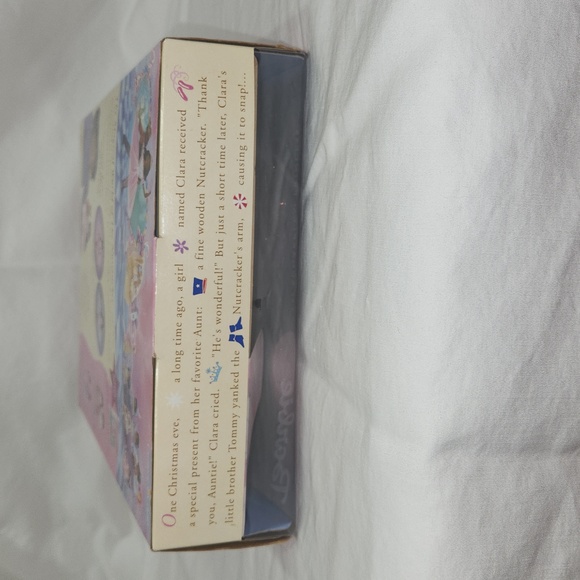 One Christmas eve, a long time ago, a girl named Clara received
a special present from her favorite Aunt: a fine wooden Nutcracker. "Thank
you, Auntie!" Clara cried. "He's wonderful!" But just a short time later, Clara's
little brother Tommy yanked the Nutcracker's arm, causing it to snap!...